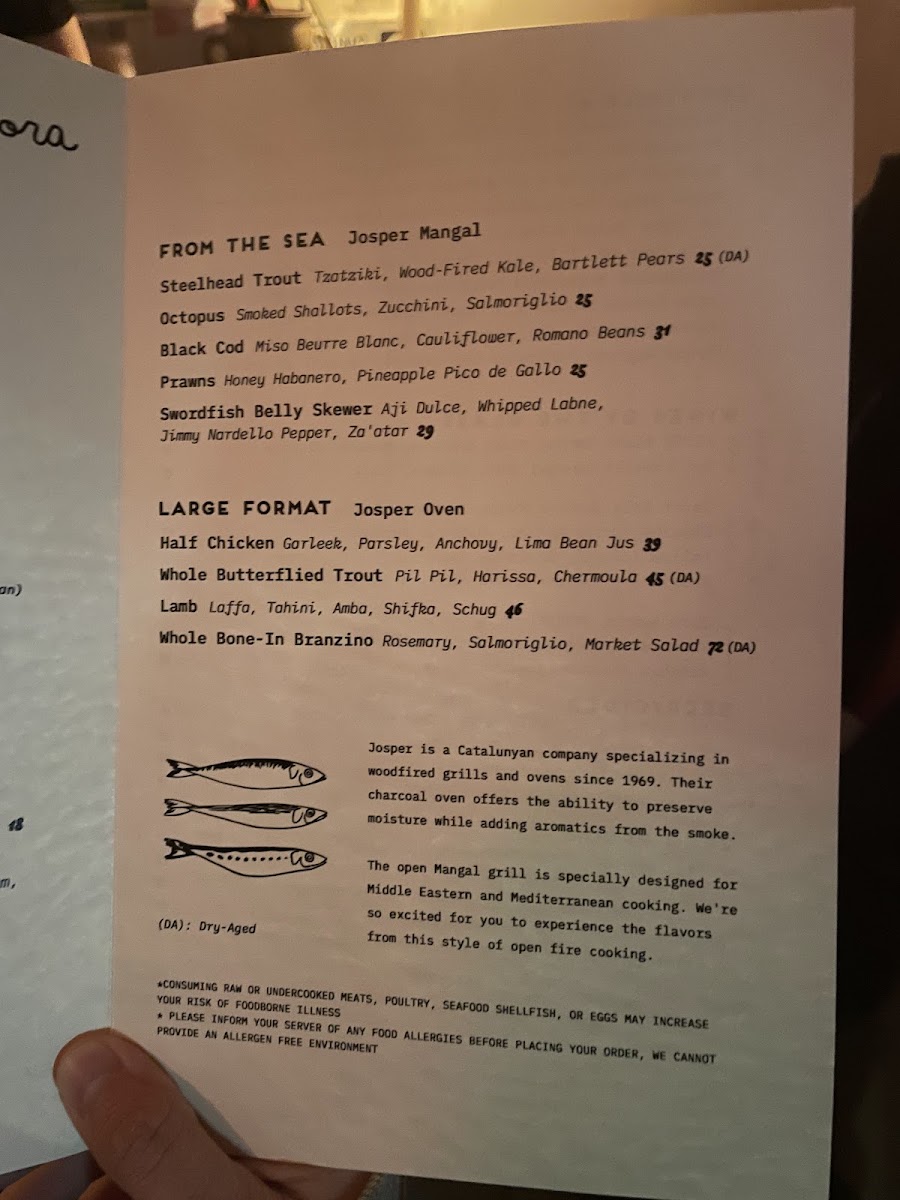 ora
an)
18
m,
FROM THE SEA Josper Mangal
Steelhead Trout Tzatziki, Wood-Fired Kale, Bartlett Pears 25 (DA)
Octopus Smoked Shallots, Zucchini, Salmoriglio 25
Black Cod Miso Beurre Blanc, Cauliflower, Romano Beans 31
Prawns Honey Habanero, Pineapple Pico de Gallo 25
Swordfish Belly Skewer Aji Dulce, Whipped Labne,
Jimmy Nardello Pepper, Za'atar 29
LARGE FORMAT Josper Oven
Half Chicken Garleek, Parsley, Anchovy, Lima Bean Jus 39
Whole Butterflied Trout Pil Pil, Harissa, Chermoula 45 (DA)
Lamb Laffa, Tahini, Amba, Shifka, Schug 46
Whole Bone-In Branzino Rosemary, Salmoriglio, Market Salad 72 (DA)
Josper is a Catalunyan company specializing in
woodfired grills and ovens since 1969. Their
charcoal oven offers the ability to preserve
moisture while adding aromatics from the smoke.
The open Mangal grill is specially designed for
Middle Eastern and Mediterranean cooking. We're
so excited for you to experience the flavors
from this style of open fire cooking.
(DA): Dry-Aged
*CONSUMING RAW OR UNDERCOOKED MEATS, POULTRY, SEAFOOD SHELLFISH, OR EGGS MAY INCREASE
YOUR RISK OF FOODBORNE ILLNESS
* PLEASE INFORM YOUR SERVER OF ANY FOOD ALLERGIES BEFORE PLACING YOUR ORDER, WE CANNOT
PROVIDE AN ALLERGEN FREE ENVIRONMENT